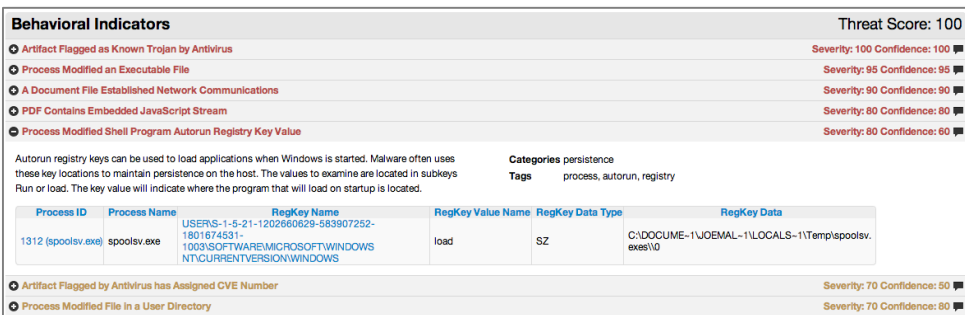 Behavioral Indicators Threat Score: 100
Artifact Flagged as Known Trojan by Antivirus Severity: 100 Confidence: 100
Process Modified an Executable File Severity: 95 Confidence: 95
A Document File Established Network Communications Severity: 90 Confidence: 90
PDF Contains Embedded JavaScript Stream Severity: 80 Confidence: 80
Process Modified Shell Program Autorun Registry Key Value Severity: 80 Confidence: 60
Autorun registry keys can be used to load applications when Windows is started. Malware often uses
these key locations to maintain persistence on the host. The values to examine are located in subkeys
Run or load. The key value will indicate where the program that will load on startup is located.
Categories persistence
Tags process, autorun, registry
Process ID Process Name RegKey Name RegKey Value Name RegKey Data Type RegKey Data
1312 (spoolsv.exe) spoolsv.exe
USER\S-1-5-21-1202660629-583907252-
1801674531-
1003\SOFTWARE\MICROSOFT\WINDOWS
NT\CURRENTVERSION\WINDOWS
load SZ
C:\DOCUME~1\JOEMAL~1\LOCALS~1\Temp\spoolsv.
exes\\0
Artifact Flagged by Antivirus has Assigned CVE Number Severity: 70 Confidence: 50
Process Modified File in a User Directory Severity: 70 Confidence: 80